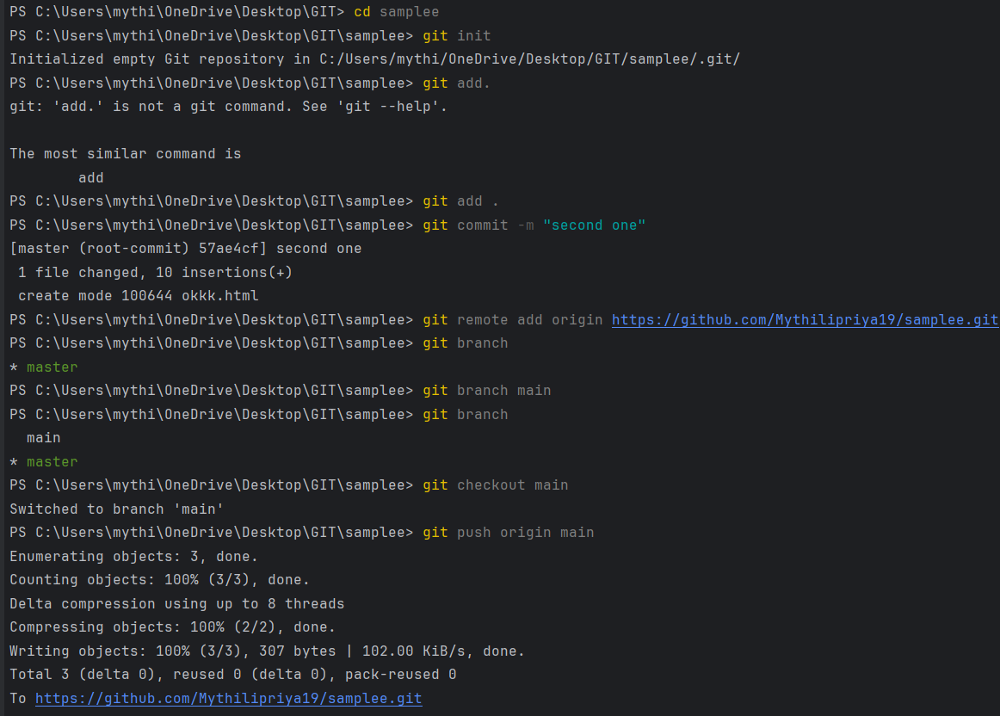 PS C:\Users\mythi\OneDrive\Desktop\GIT> cd samplee
PS C:\Users\mythi\OneDrive\Desktop\GIT\samplee> git init
Initialized empty Git repository in C:/Users/mythi/OneDrive/Desktop/GIT/samplee/.git/
PS C:\Users\mythi\OneDrive\Desktop\GIT\samplee> git add.
git: 'add.' is not a git command. See 'git --help'.

The most similar command is
        add
PS C:\Users\mythi\OneDrive\Desktop\GIT\samplee> git add .
PS C:\Users\mythi\OneDrive\Desktop\GIT\samplee> git commit -m "second one"
[master (root-commit) 57ae4cf] second one
 1 file changed, 10 insertions(+)
 create mode 100644 okkk.html
PS C:\Users\mythi\OneDrive\Desktop\GIT\samplee> git remote add origin https://github.com/Mythilipriya19/samplee.git
PS C:\Users\mythi\OneDrive\Desktop\GIT\samplee> git branch
* master
PS C:\Users\mythi\OneDrive\Desktop\GIT\samplee> git branch main
PS C:\Users\mythi\OneDrive\Desktop\GIT\samplee> git branch
  main
* master
PS C:\Users\mythi\OneDrive\Desktop\GIT\samplee> git checkout main
Switched to branch 'main'
PS C:\Users\mythi\OneDrive\Desktop\GIT\samplee> git push origin main
Enumerating objects: 3, done.
Counting objects: 100% (3/3), done.
Delta compression using up to 8 threads
Compressing objects: 100% (2/2), done.
Writing objects: 100% (3/3), 307 bytes | 102.00 KiB/s, done.
Total 3 (delta 0), reused 0 (delta 0), pack-reused 0
To https://github.com/Mythilipriya19/samplee.git